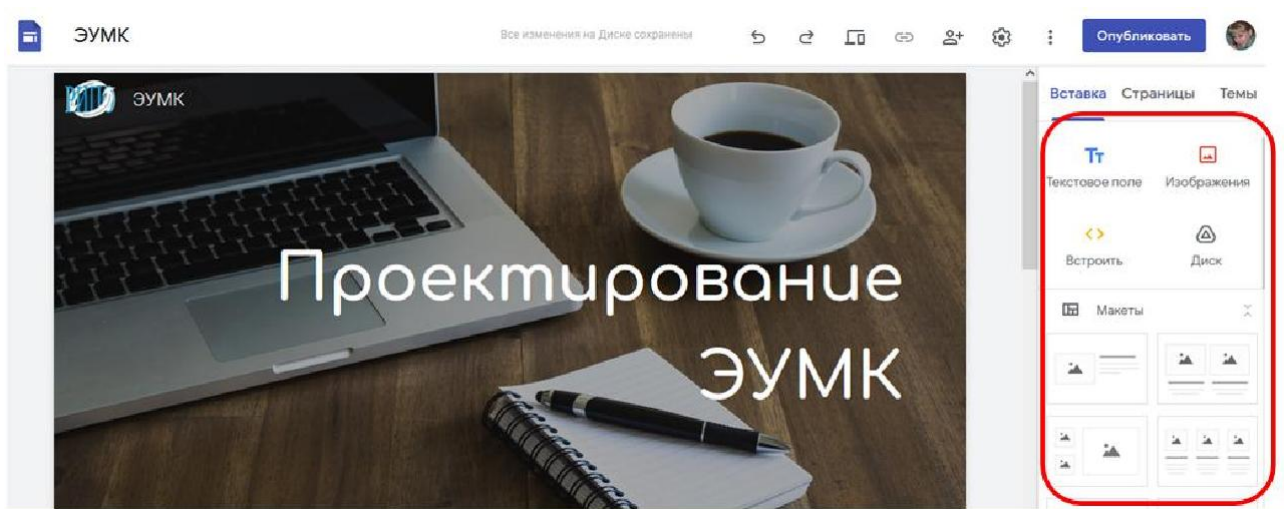 ЭУМК
Все изменения на Диске сохранены
Опубликовать
ЭУМК
Вставка Страницы Темы
Тт
Текстовое поле Изображения
Встроить Диск
Макеты
Проектирование
ЭУМК